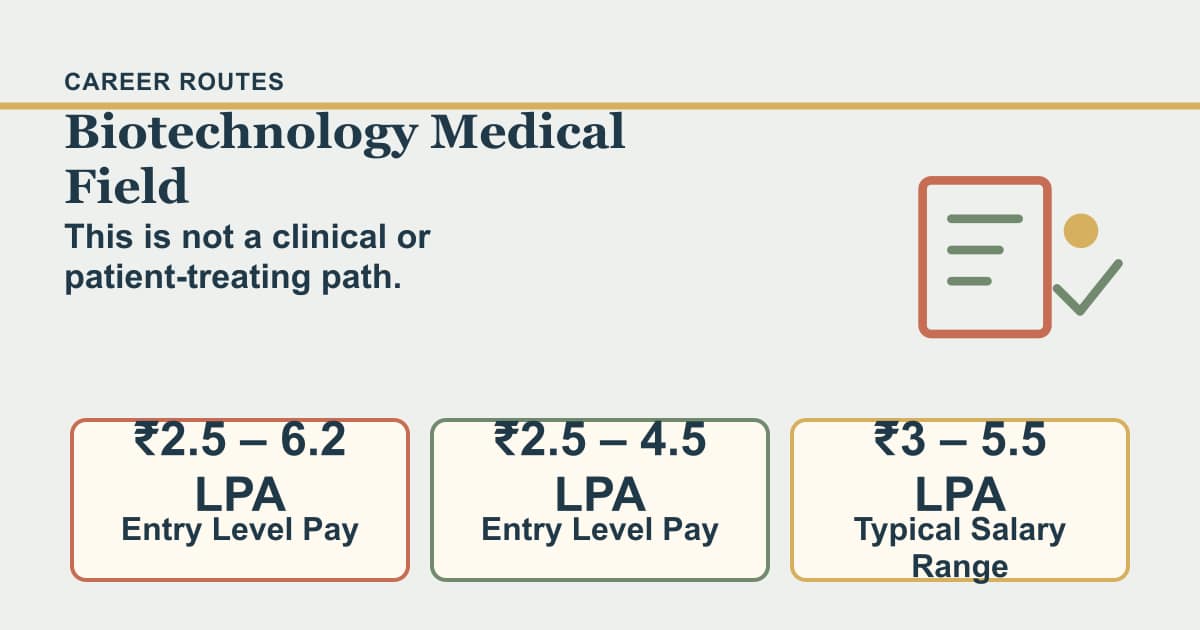 CAREER ROUTES
Biotechnology Medical
Field
This is not a clinical or
patient-treating path.
₹2.5 – 6.2
LPA
Entry Level Pay
₹2.5 – 4.5
LPA
Entry Level Pay
₹3 – 5.5
LPA
Typical Salary
Range